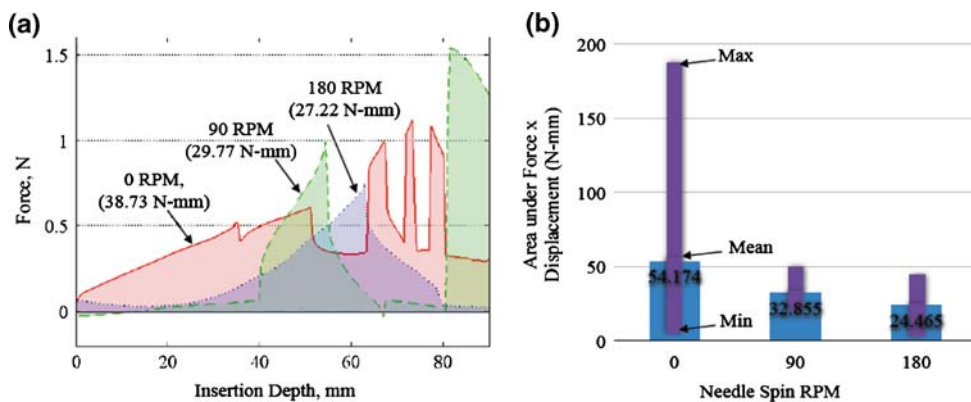 (a)
Force, N
1.5
1
0.5
0
180 RPM
(27.22 N-mm)
90 RPM
(29.77 N-mm)
0 RPM,
(38.73 N-mm)
0
20
40
60
80
Insertion Depth, mm
(b)
Area under Force x
Displacement (N-mm)
200
150
100
50
0
Max
Mean
Min
54.174
32.855
24.465
0
90
180
Needle Spin RPM